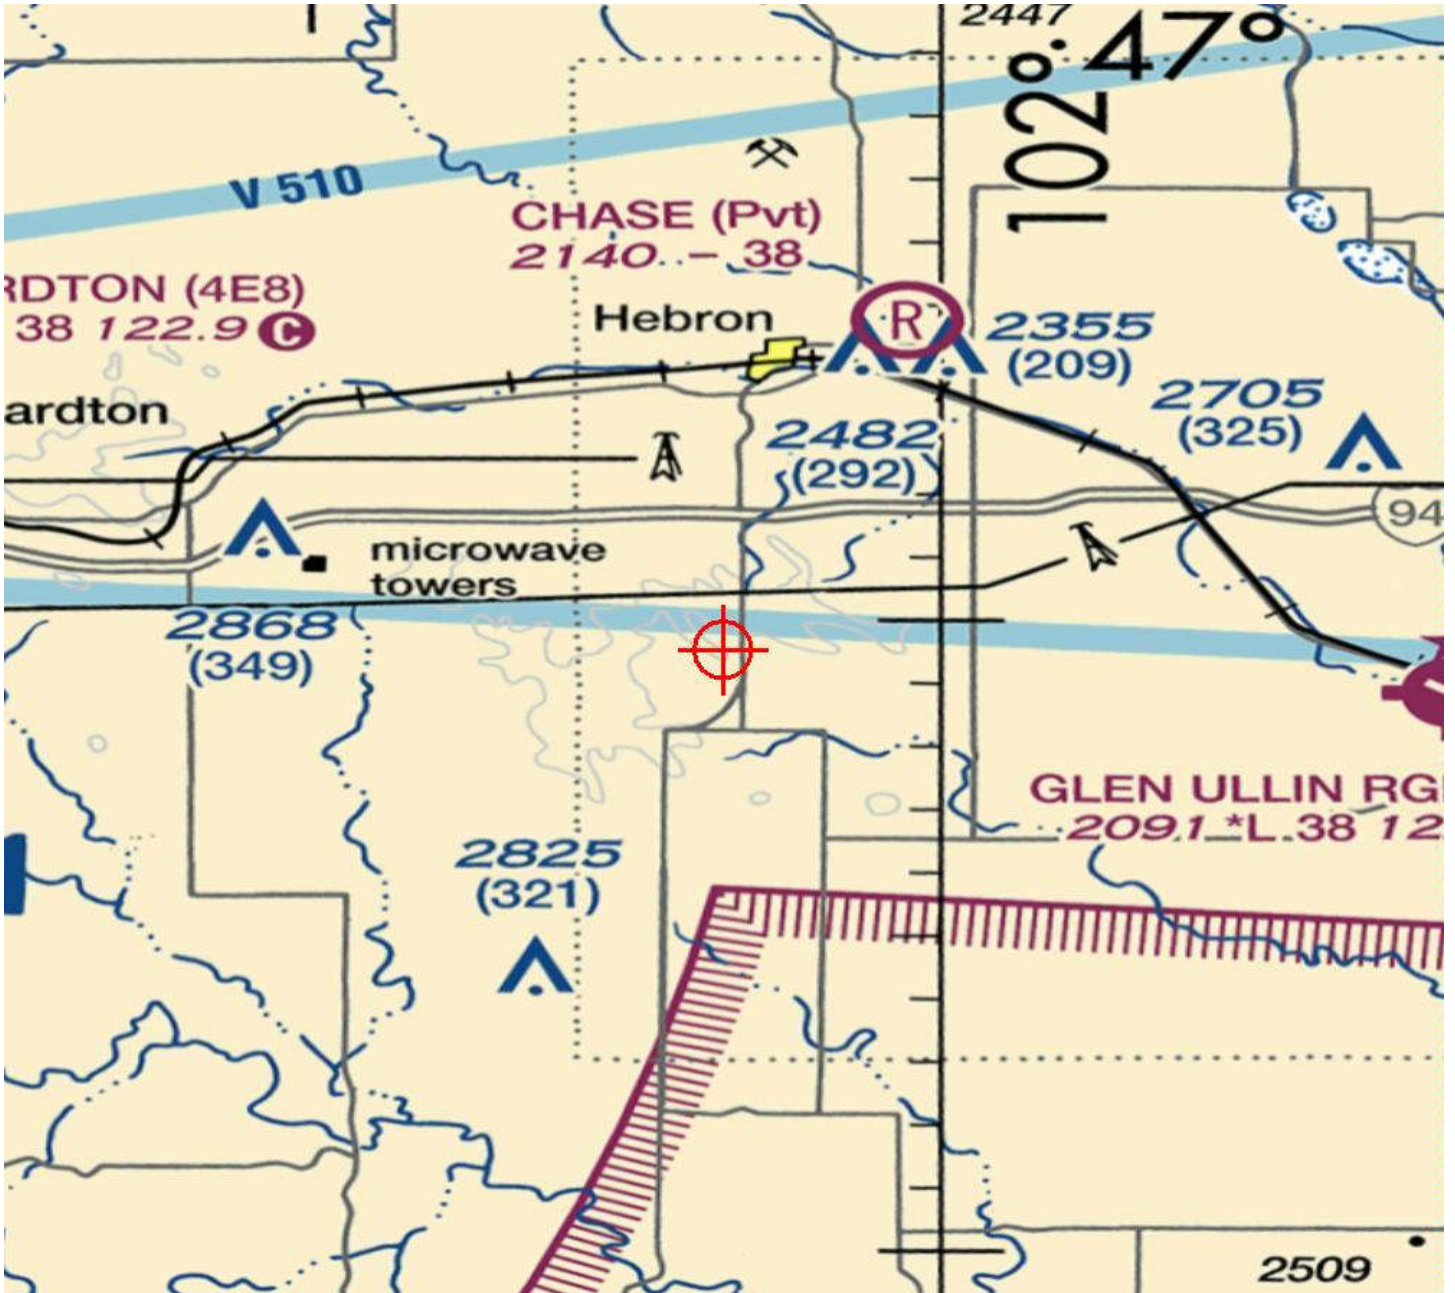 2447
102° 47°
V 510
CHASE (Pvt)
2140 - 38
RDTON (4E8)
38 122.9 C
Hebron
R
2355
(209)
2705
(325)
ardton
2482
(292)
94
microwave
towers
2868
(349)
GLEN ULLIN RG
2091 *L 38 12
2825
(321)
2509